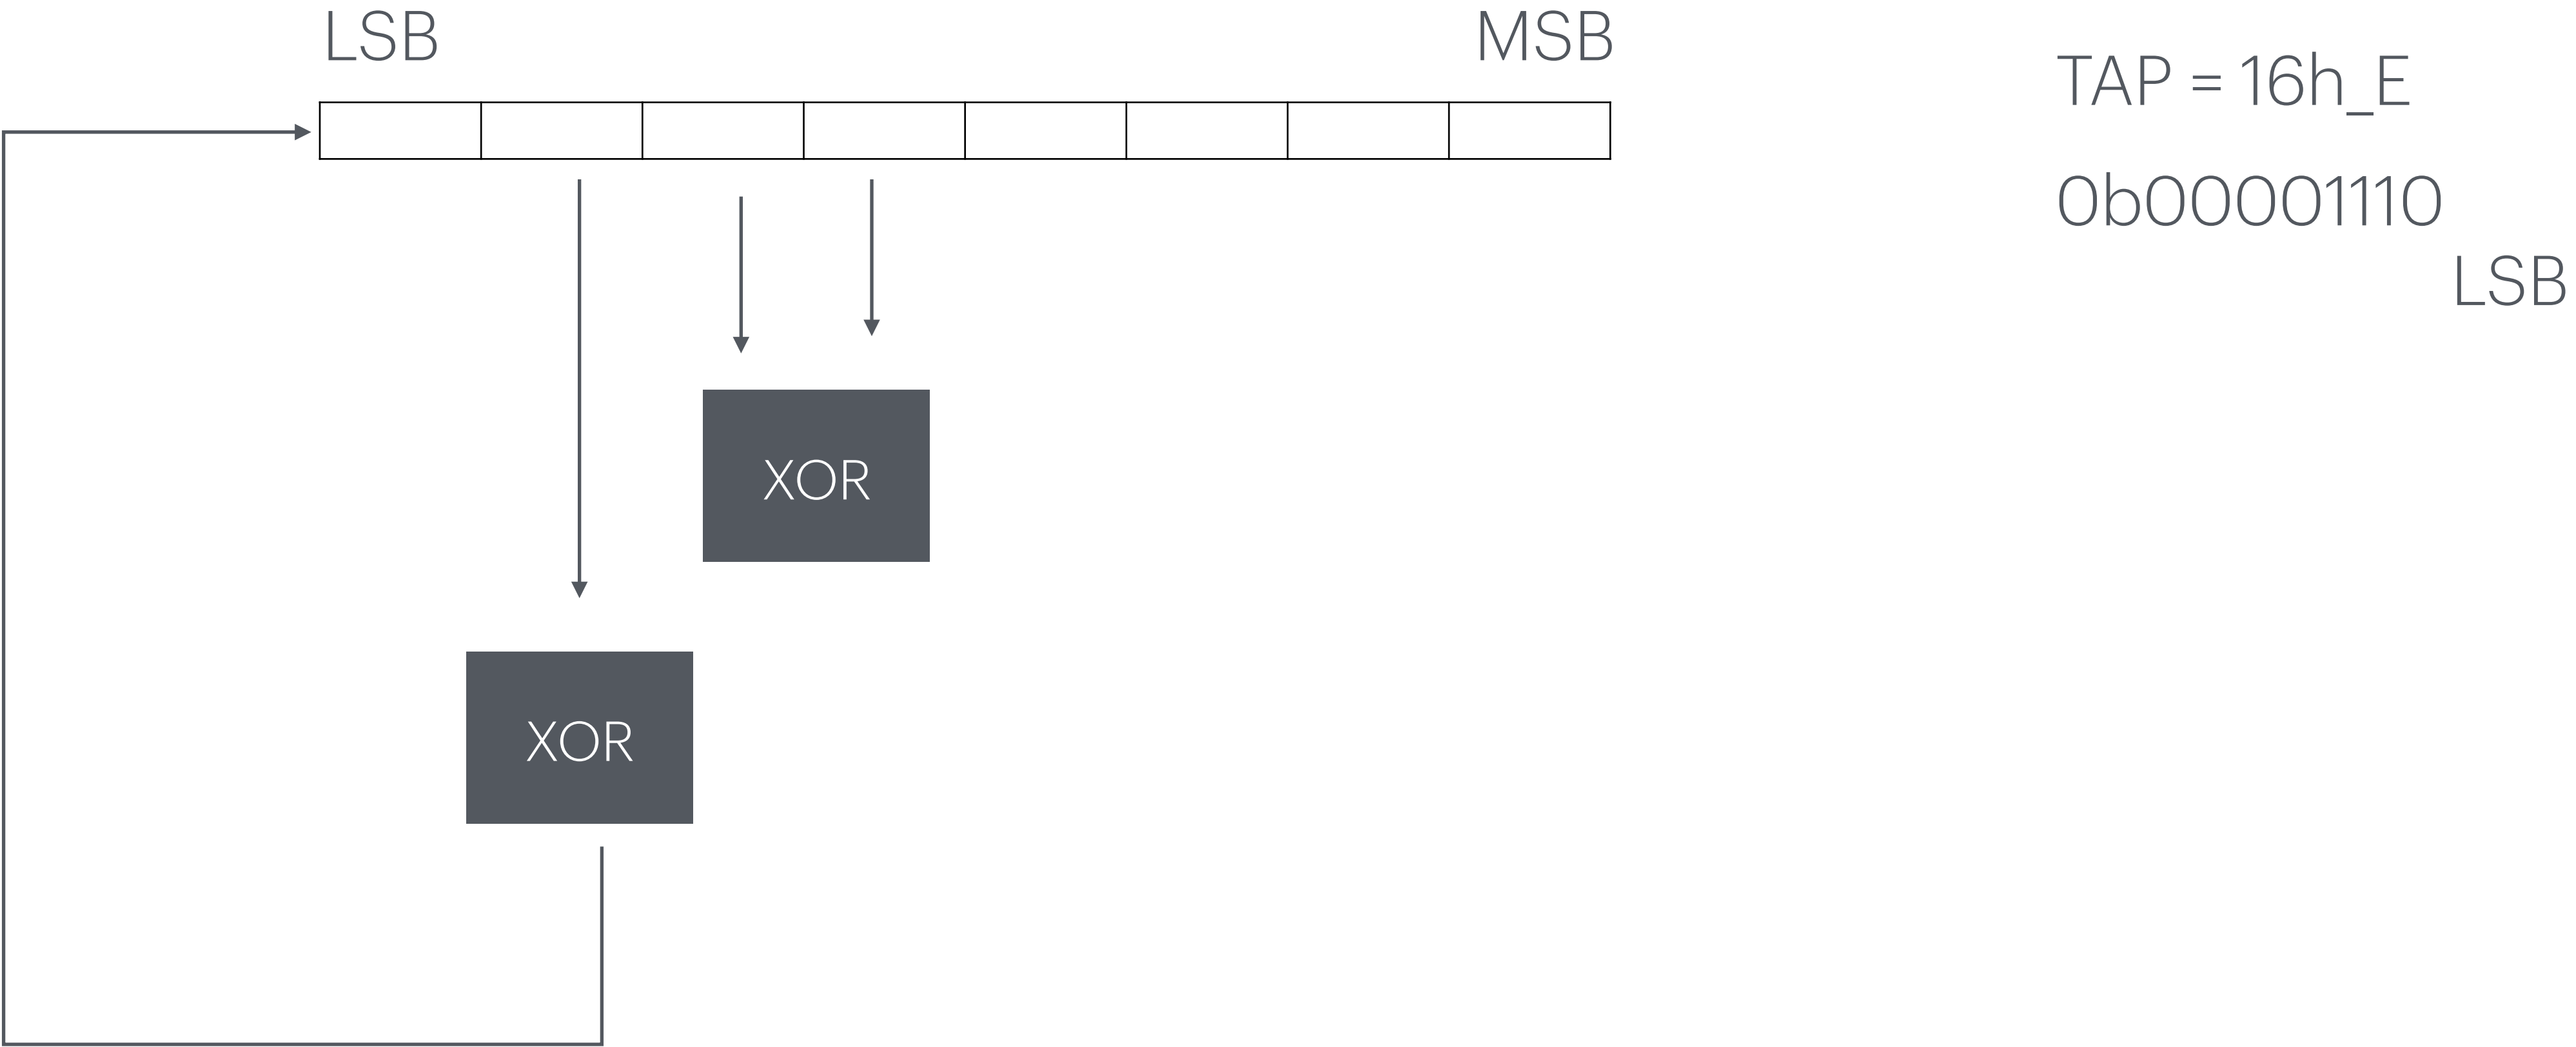 LSB
MSB
TAP = 16h_E
0b00001110
LSB
XOR
XOR